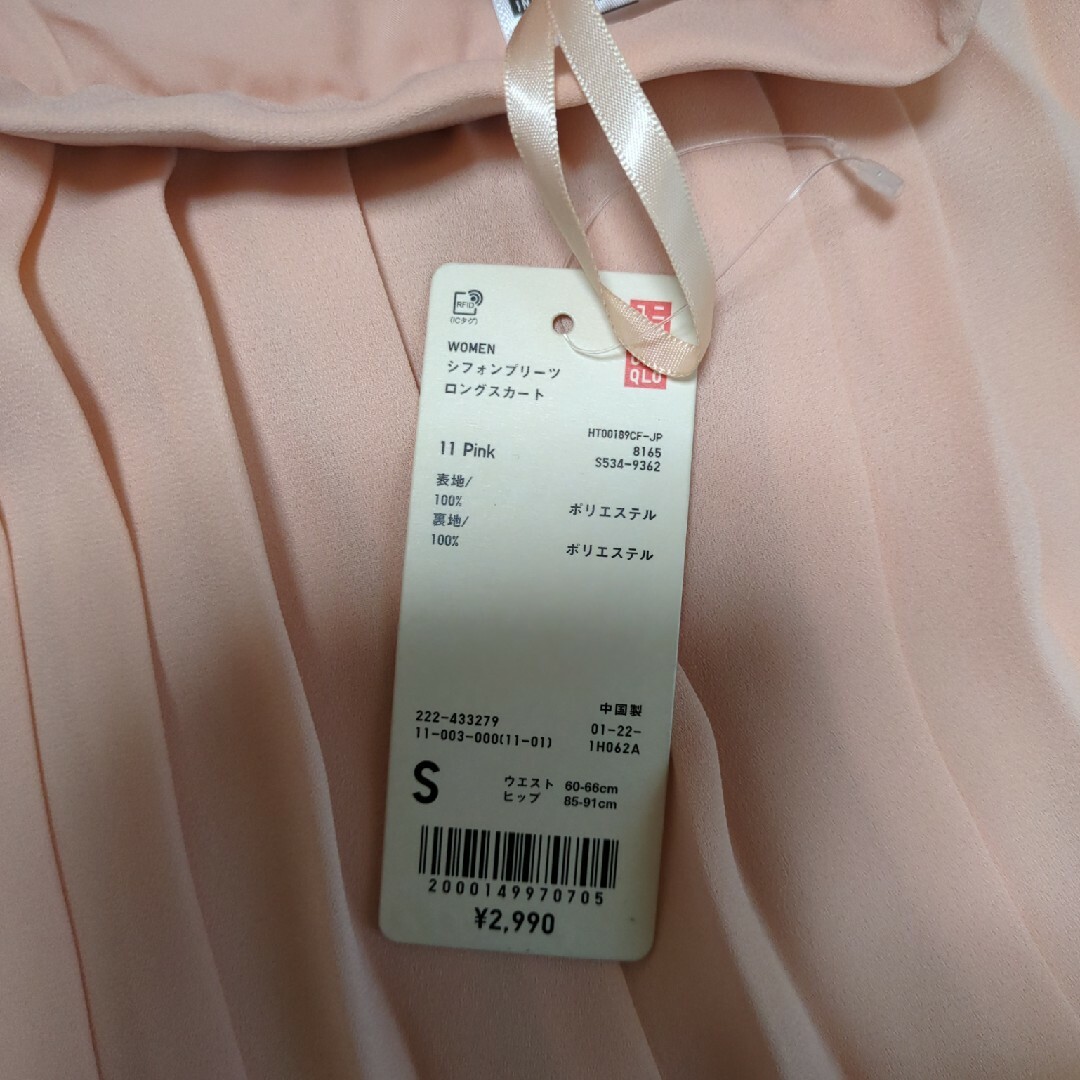 RFID
(ICタグ)
WOMEN
シフォンプリーツ
ロングスカート
QLO
11 Pink
HT00189CF-JP
8165
S534-9362
表地/
100%
ポリエステル
裏地/
100%
ポリエステル
222-433279
11-003-000(11-01)
中国製
01-22-
1H062A
S
ウエスト 60-66cm
ヒップ 85-91cm
2000149970705
¥2,990